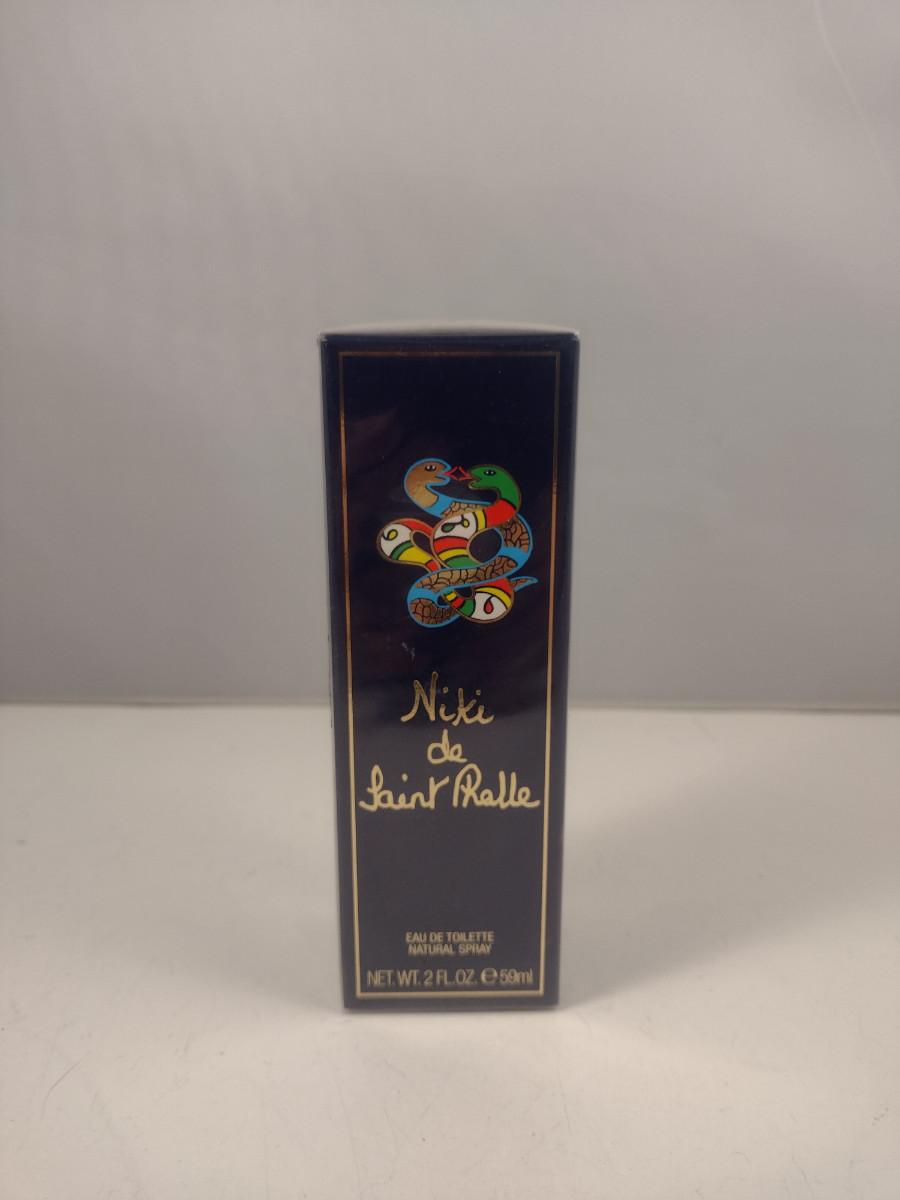 Niki
de
Saint Phalle
EAU DE TOILETTE
NATURAL SPRAY
NET. WT. 2 FL.OZ. ℮ 59ml